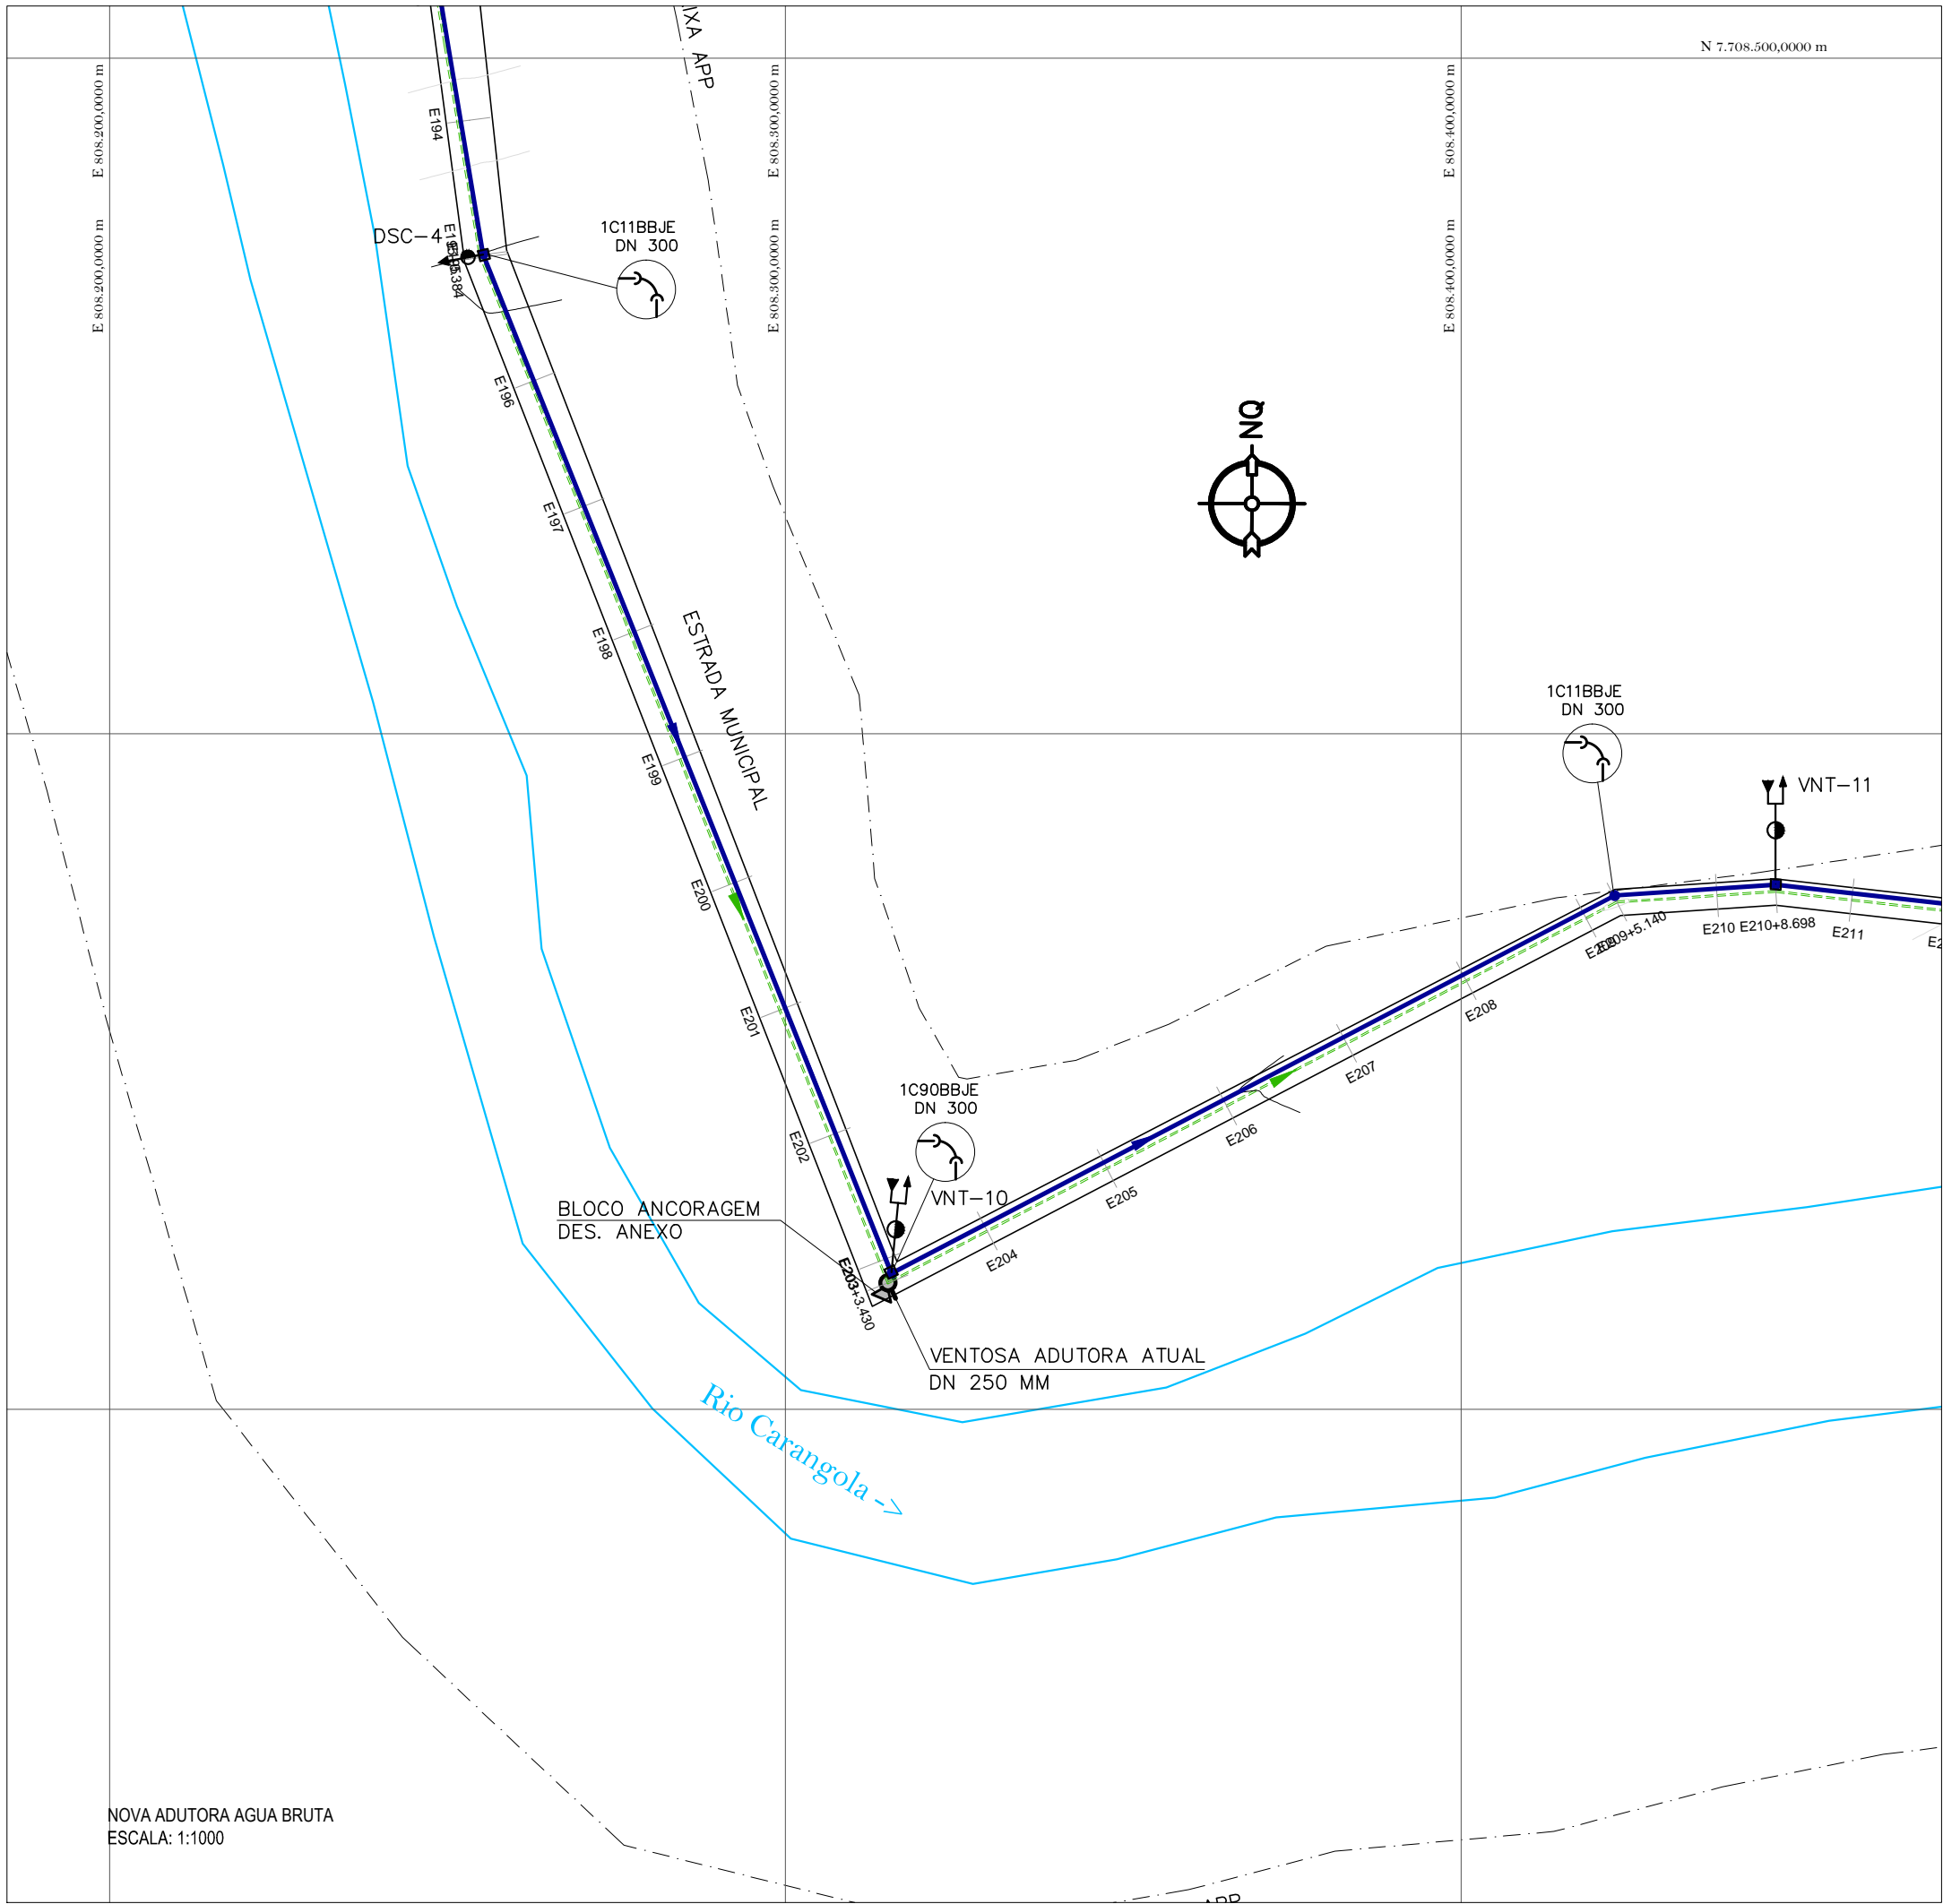 IXA APP
N 7.708.500,0000 m
E 808.200,0000 m
E 808.300,0000 m
E 808.400,0000 m
E194
E 808.200,0000 m
E 808.300,0000 m
E 808.400,0000 m
DSC-4
1C11BBJE
DN 300
E196
NQ
E197
E198
ESTRADA MUNICIPAL
E199
1C11BBJE
DN 300
VNT-11
E200
E209+5.140
E210
E210+8.698
E211
E201
E208
E207
1C90BBJE
DN 300
E206
E202
E205
VNT-10
BLOCO ANCORAGEM
DES. ANEXO
E204
E203+3.430
VENTOSA ADUTORA ATUAL
DN 250 MM
Rio Carangola ->
NOVA ADUTORA AGUA BRUTA
ESCALA: 1:1000
APP